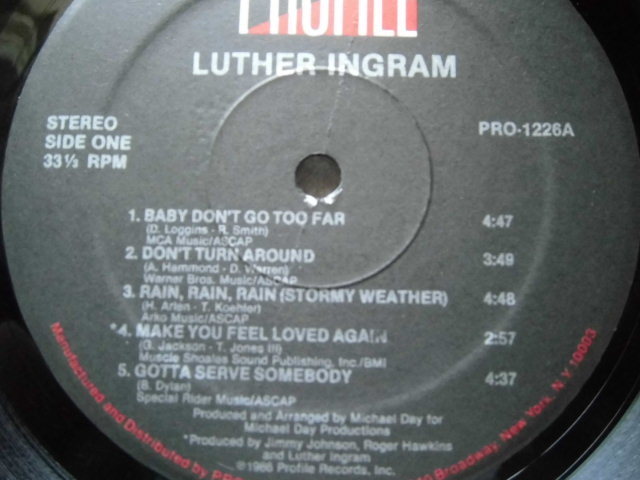 PROFILE
LUTHER INGRAM
STEREO
SIDE ONE
33⅓ RPM
PRO-1226A
1. BABY DON'T GO TOO FAR 4:47
(D. Loggins - R. Smith)
MCA Music/ASCAP
2. DON'T TURN AROUND 3:49
(A. Hammond - D. Warren)
Warner Bros. Music/ASCAP
3. RAIN, RAIN, RAIN (STORMY WEATHER) 4:48
(H. Arlen - T. Koehler)
Arko Music/ASCAP
*4. MAKE YOU FEEL LOVED AGAIN 2:57
(G. Jackson - T. Jones III)
Muscle Shoales Sound Publishing, Inc./BMI
5. GOTTA SERVE SOMEBODY 4:37
(B. Dylan)
Special Rider Music/ASCAP
Produced and Arranged by Michael Day for
Michael Day Productions
*Produced by Jimmy Johnson, Roger Hawkins
and Luther Ingram
©1986 Profile Records, Inc.
Manufactured and Distributed by Broadway, New York, N.Y. 10003